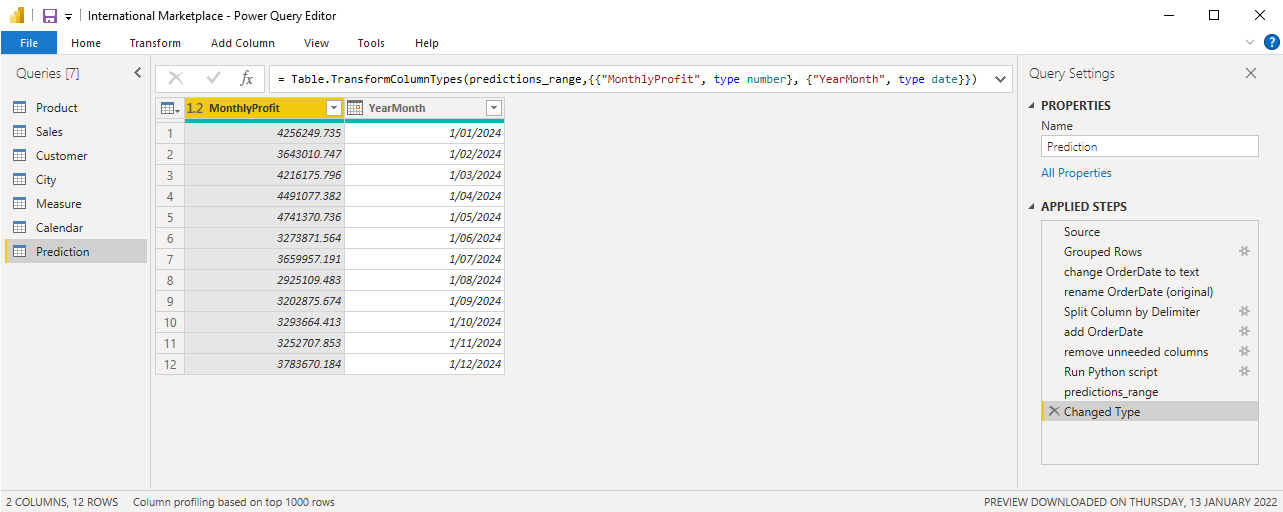 International Marketplace - Power Query Editor
File Home Transform Add Column View Tools Help
?
Queries [7]
Product
Sales
Customer
City
Measure
Calendar
Prediction
fx = Table.TransformColumnTypes(predictions_range,{{"MonthlyProfit", type number}, {"YearMonth", type date}})
1.2 MonthlyProfit YearMonth
1 4256249.735 1/01/2024
2 3643010.747 1/02/2024
3 4216175.796 1/03/2024
4 4491077.382 1/04/2024
5 4741370.736 1/05/2024
6 3273871.564 1/06/2024
7 3659957.191 1/07/2024
8 2925109.483 1/08/2024
9 3202875.674 1/09/2024
10 3293664.413 1/10/2024
11 3252707.853 1/11/2024
12 3783670.184 1/12/2024
Query Settings
PROPERTIES
Name
Prediction
All Properties
APPLIED STEPS
Source
Grouped Rows
change OrderDate to text
rename OrderDate (original)
Split Column by Delimiter
add OrderDate
remove unneeded columns
Run Python script
predictions_range
Changed Type
2 COLUMNS, 12 ROWS Column profiling based on top 1000 rows
PREVIEW DOWNLOADED ON THURSDAY, 13 JANUARY 2022